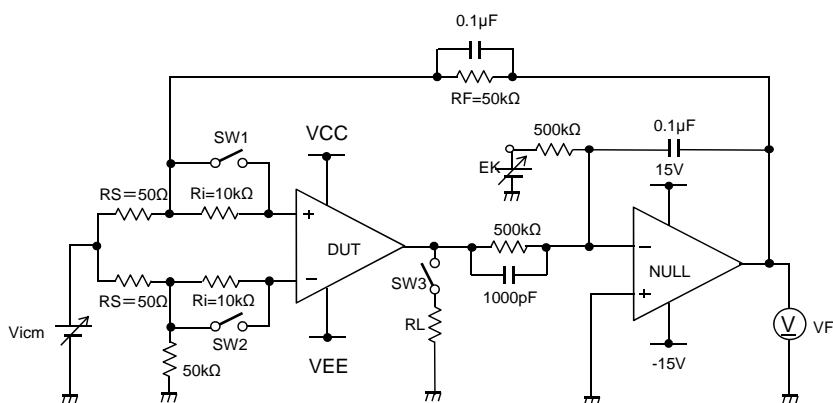 0.1μF
RF=50kΩ
SW1
VCC
500kΩ
0.1μF
EK
15V
RS=50Ω
Ri=10kΩ
+
DUT
500kΩ
−
NULL
RS=50Ω
Ri=10kΩ
−
SW3
1000pF
+
Vicm
SW2
RL
V
VF
50kΩ
VEE
-15V